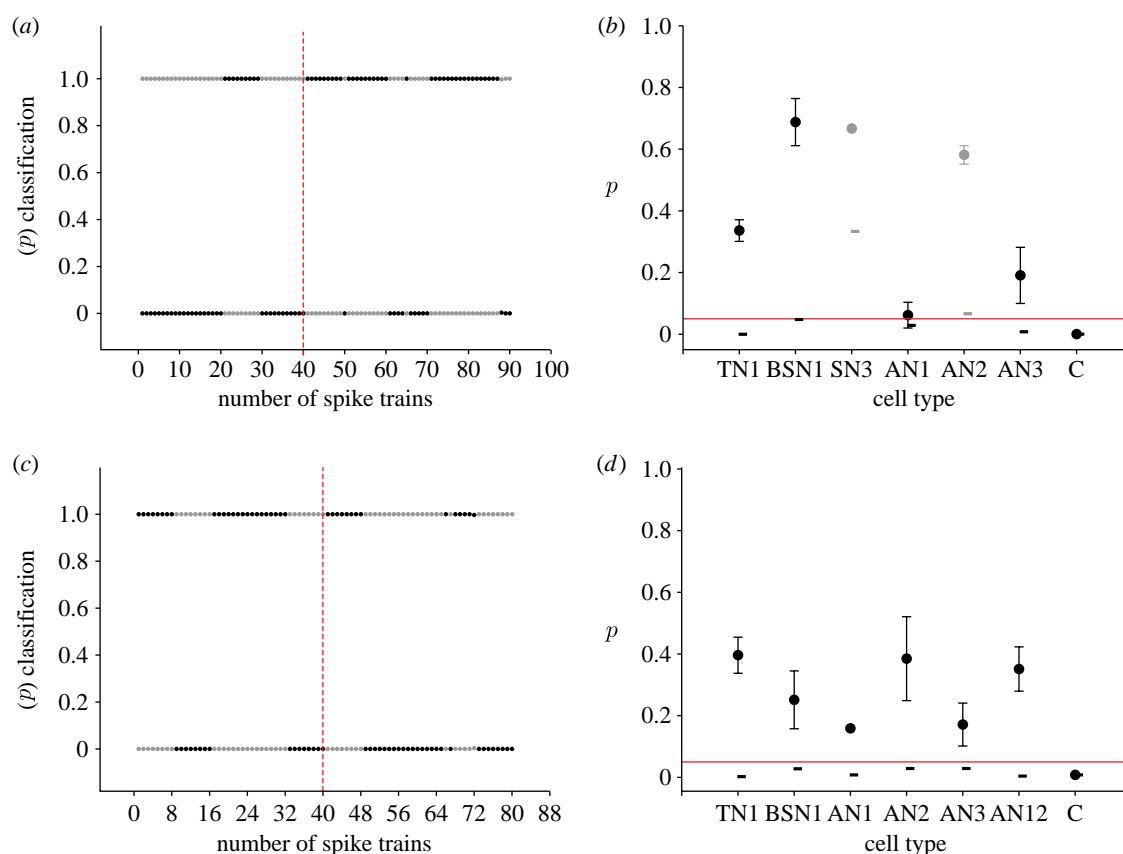 (a)
(p) classification
1.0
0.8
0.6
0.4
0.2
0
0 10 20 30 40 50 60 70 80 90 100
number of spike trains
(b)
p
1.0
0.8
0.6
0.4
0.2
0
TN1 BSN1 SN3 AN1 AN2 AN3 C
cell type
(c)
(p) classification
1.0
0.8
0.6
0.4
0.2
0
0 8 16 24 32 40 48 56 64 72 80 88
number of spike trains
(d)
p
1.0
0.8
0.6
0.4
0.2
0
TN1 BSN1 AN1 AN2 AN3 AN12 C
cell type